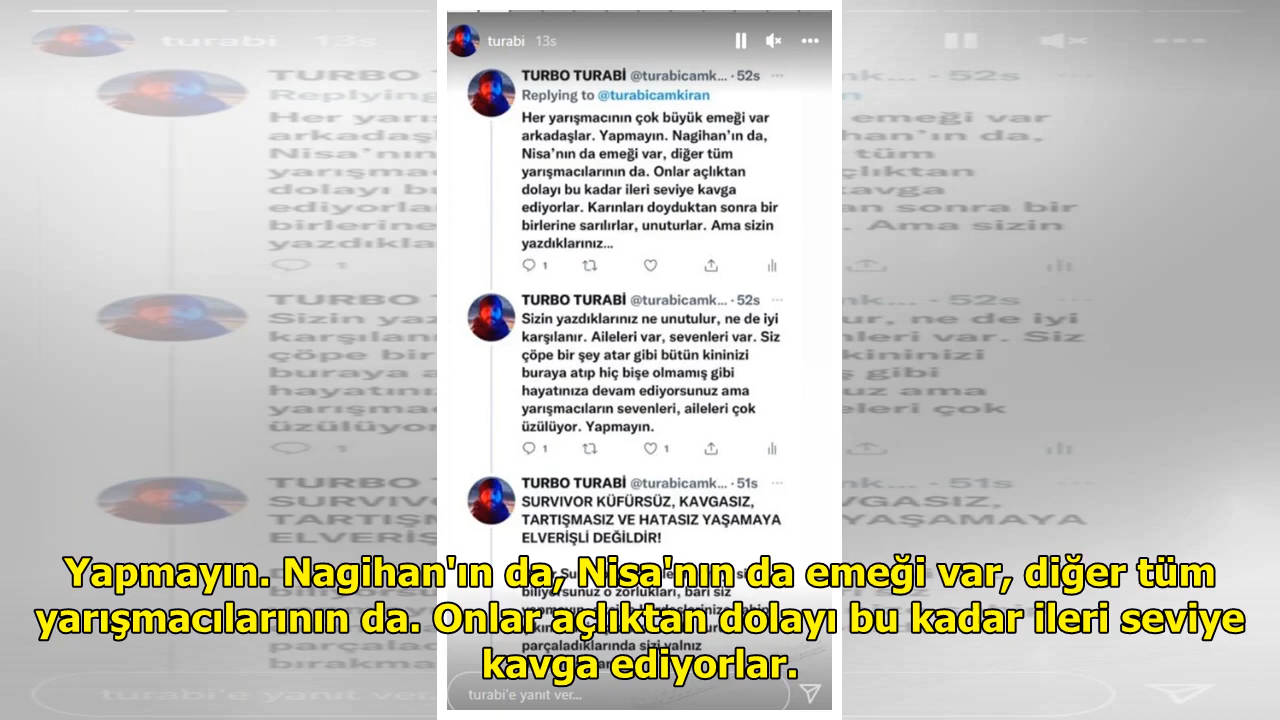 turabi 13s
TURBO TURABİ @turabicamk... · 52s
Replying to @turabicamkiran
Her yarışmacının çok büyük emeği var
arkadaşlar. Yapmayın. Nagihan’ın da,
Nisa’nın da emeği var, diğer tüm
yarışmacılarının da. Onlar açlıktan
dolayı bu kadar ileri seviye kavga
ediyorlar. Karınları doyduktan sonra bir
birlerine sarılırlar, unuturlar. Ama sizin
yazdıklarınız...
1
TURBO TURABİ @turabicamk... · 52s
Sizin yazdıklarınız ne unutulur, ne de iyi
karşılanır. Aileleri var, sevenleri var. Siz
çöpe bir şey atar gibi bütün kininizi
buraya atıp hiç bişe olmamış gibi
hayatınıza devam ediyorsunuz ama
yarışmacıların sevenleri, aileleri çok
üzülüyor. Yapmayın.
1 1
TURBO TURABİ @turabicamk... · 51s
SURVIVOR KÜFÜRSÜZ, KAVGASIZ,
TARTIŞMASIZ VE HATASIZ YAŞAMAYA
ELVERİŞLİ DEĞİLDİR!
biliyorsunuz o zorlukları, bari siz
parçaladıklarında sizi yalnız
turabi'e yanıt ver...
Yapmayın. Nagihan'ın da, Nisa'nın da emeği var, diğer tüm
yarışmacılarının da. Onlar açlıktan dolayı bu kadar ileri seviye
kavga ediyorlar.